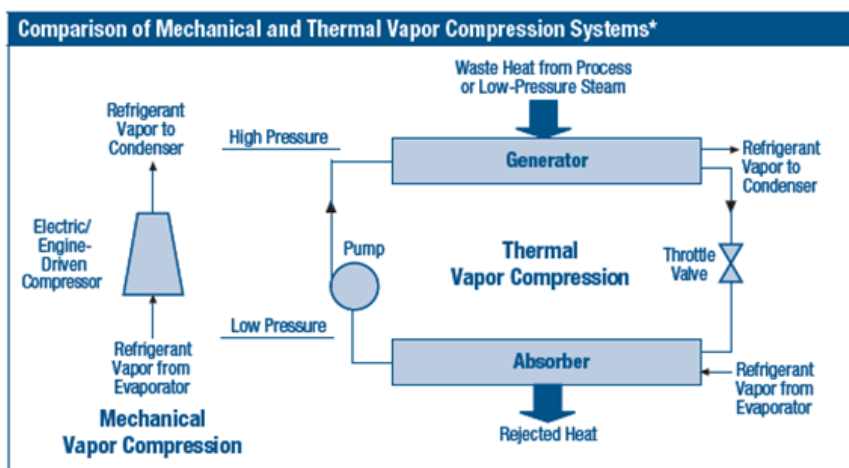 Comparison of Mechanical and Thermal Vapor Compression Systems*
Waste Heat from Process
or Low-Pressure Steam
Refrigerant
Vapor to
Condenser
High Pressure
Generator
Refrigerant
Vapor to
Condenser
Electric/
Engine-
Driven
Compressor
Pump
Thermal
Vapor Compression
Throttle
Valve
Low Pressure
Refrigerant
Vapor from
Evaporator
Absorber
Refrigerant
Vapor from
Evaporator
Mechanical
Vapor Compression
Rejected Heat